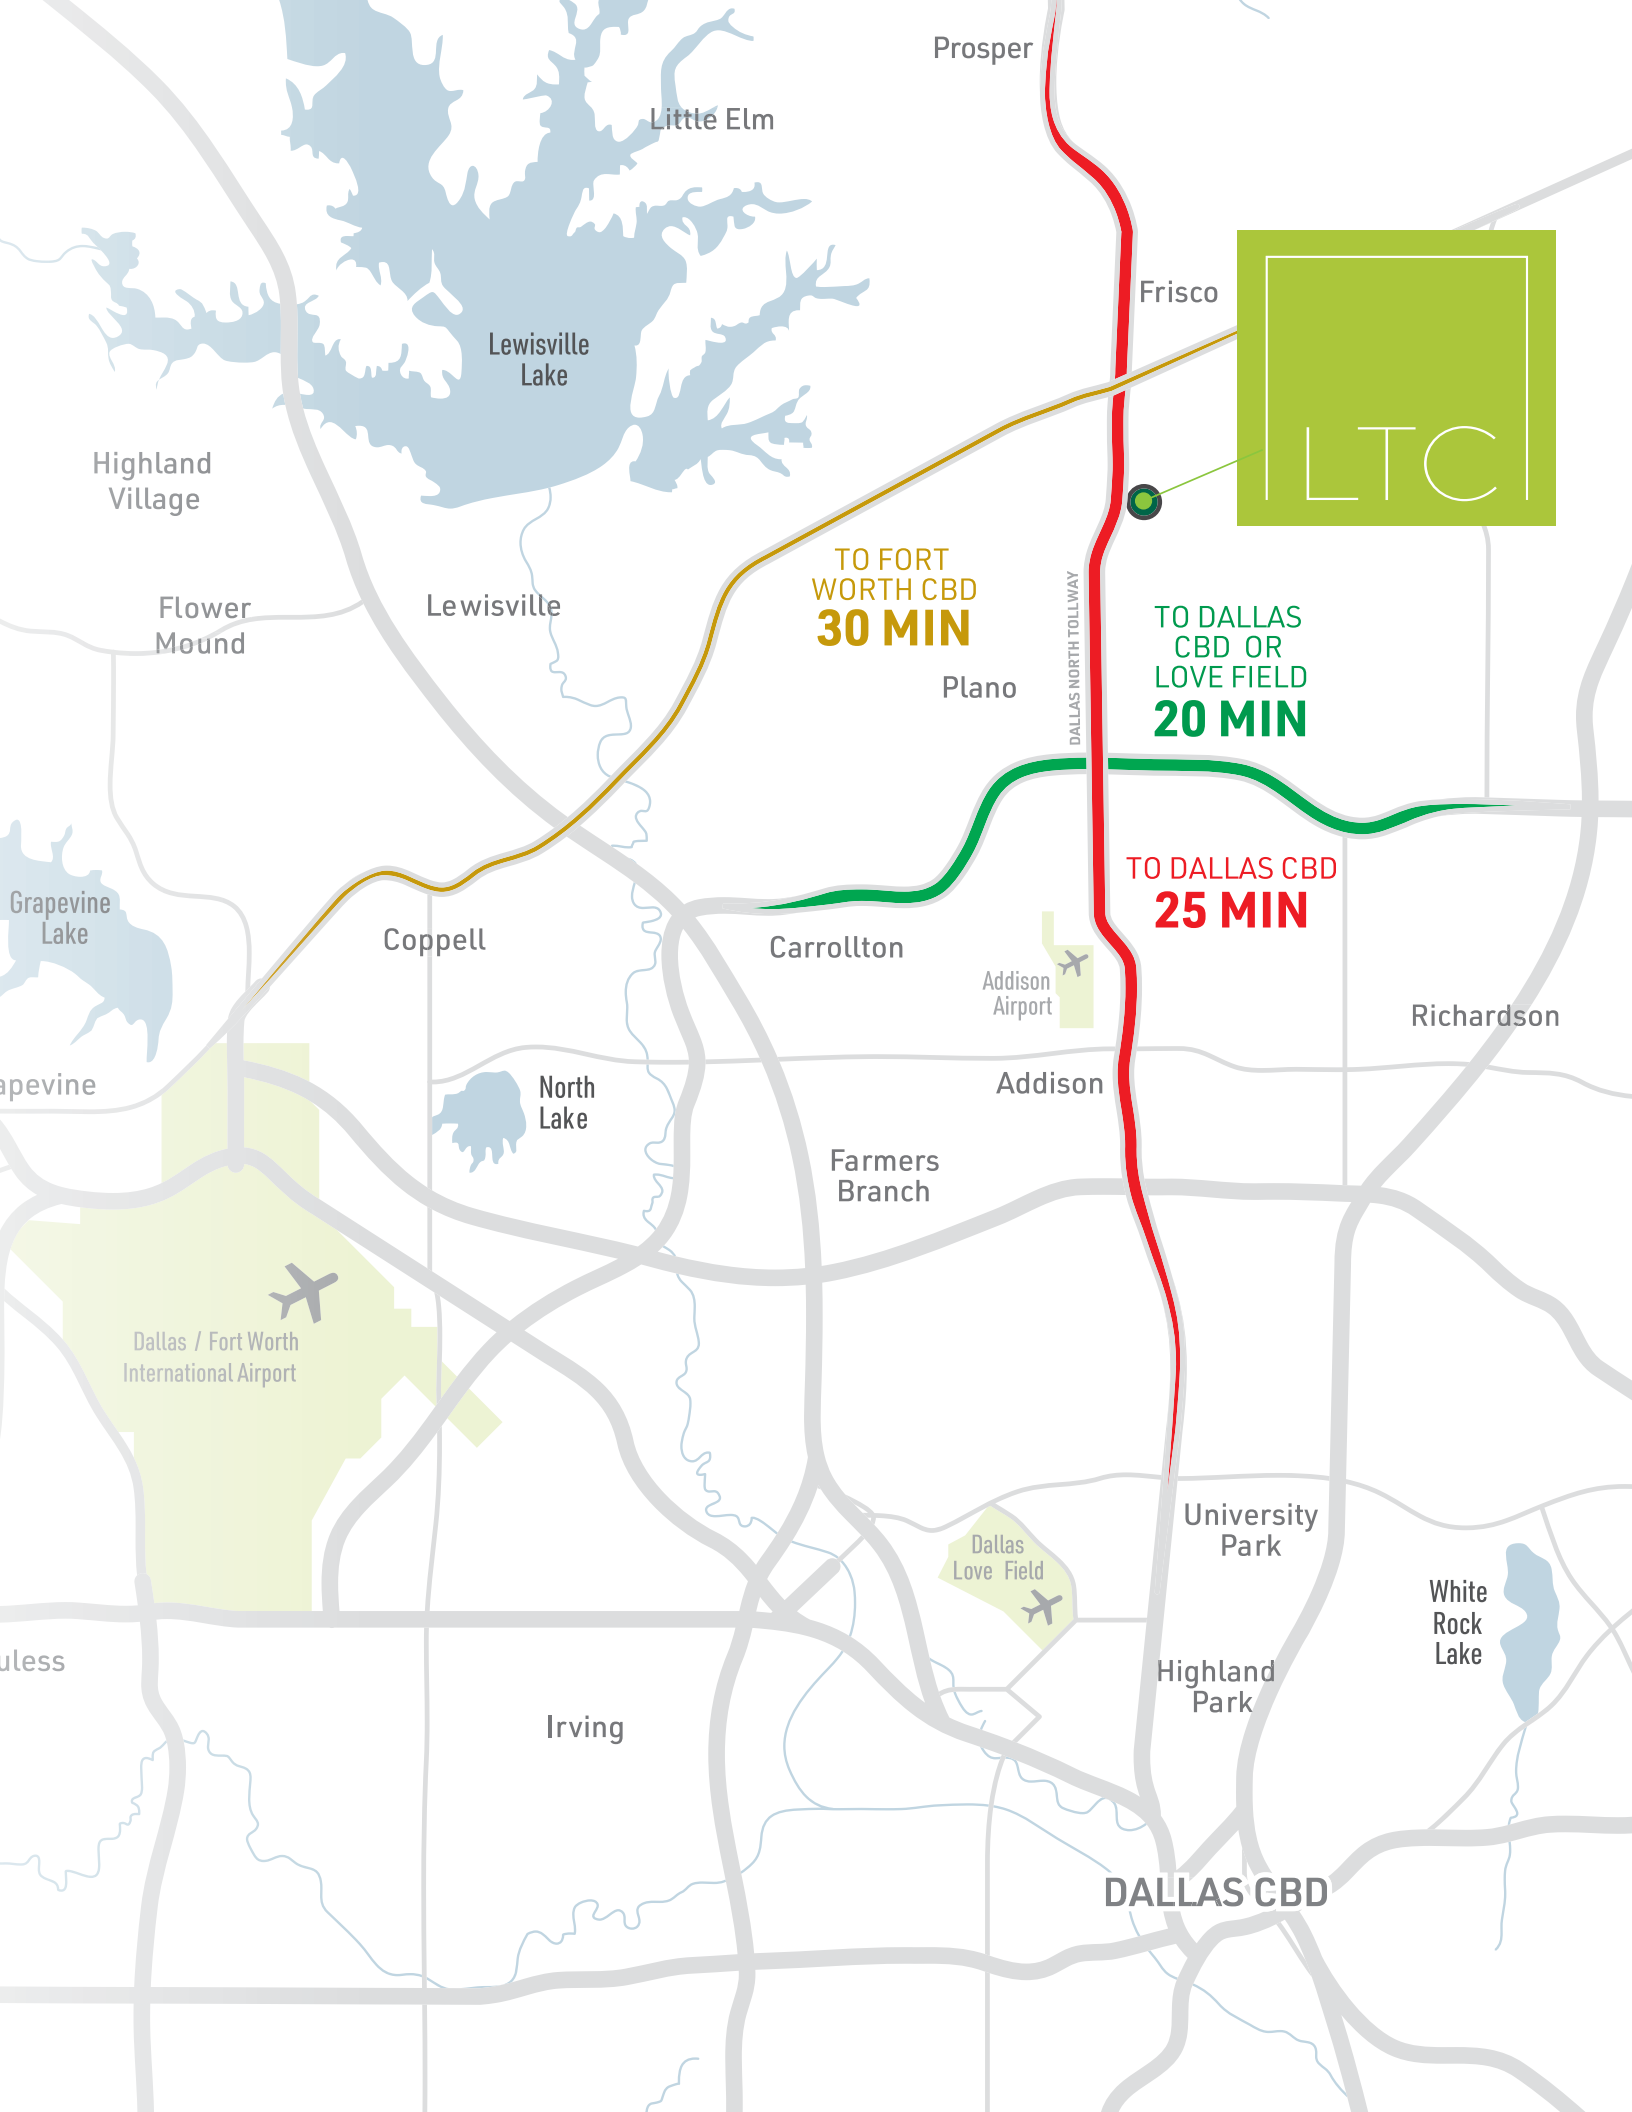 Prosper
Little Elm
Frisco
Lewisville
Lake
LTC
Highland
Village
TO FORT
WORTH CBD
30 MIN
DALLAS NORTH TOLLWAY
Flower
Mound
Lewisville
TO DALLAS
CBD OR
LOVE FIELD
20 MIN
Plano
TO DALLAS CBD
25 MIN
Grapevine
Lake
Coppell
Carrollton
Addison
Airport
Richardson
apevine
North
Lake
Addison
Farmers
Branch
Dallas / Fort Worth
International Airport
University
Park
Dallas
Love Field
White
Rock
Lake
uless
Highland
Park
Irving
DALLAS CBD